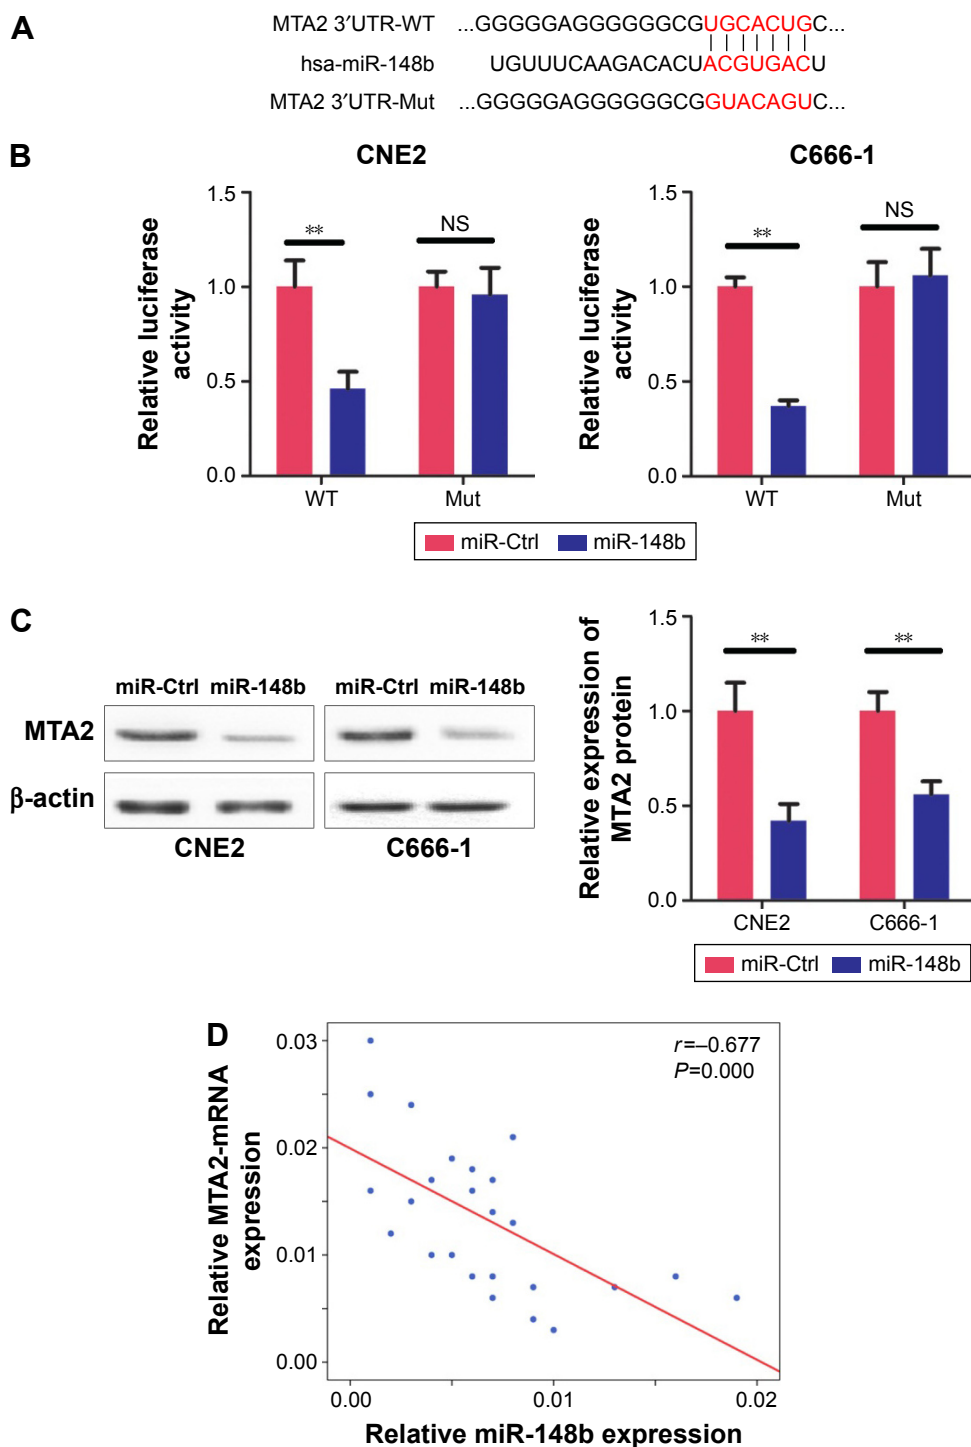 A
MTA2 3′UTR-WT ...GGGGGAGGGGGGCGUGCACUGC...
hsa-miR-148b UGUUUCAAGACACUACGUGACU
MTA2 3′UTR-Mut ...GGGGGAGGGGGGCGGUACAGUC...
B
CNE2
Relative luciferase
activity
1.5
1.0
0.5
0.0
**
NS
WT Mut
C666-1
Relative luciferase
activity
1.5
1.0
0.5
0.0
**
NS
WT Mut
miR-Ctrl miR-148b
C
miR-Ctrl miR-148b miR-Ctrl miR-148b
MTA2
β-actin
CNE2 C666-1
Relative expression of
MTA2 protein
1.5
1.0
0.5
0.0
** **
CNE2 C666-1
miR-Ctrl miR-148b
D
Relative MTA2-mRNA
expression
0.03
0.02
0.01
0.00
r=–0.677
P=0.000
0.00 0.01 0.02
Relative miR-148b expression